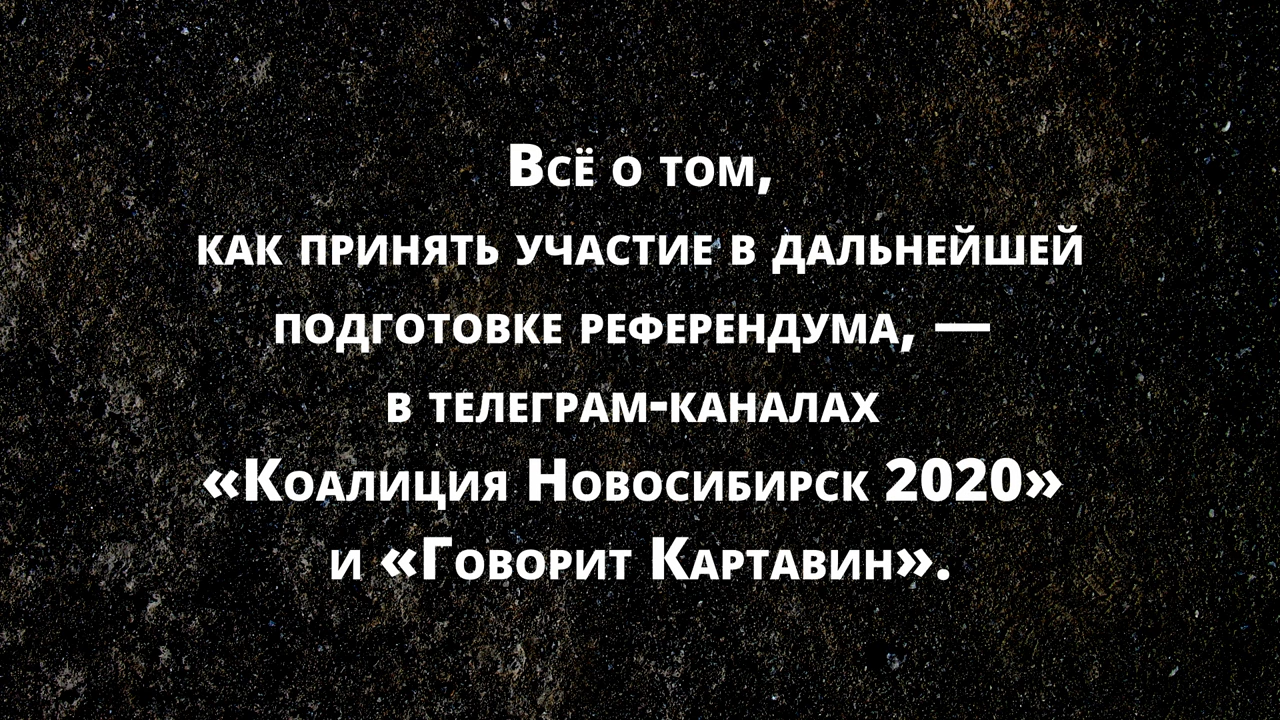 Всё о том,
как принять участие в дальнейшей
подготовке референдума, —
в телеграм-каналах
«Коалиция Новосибирск 2020»
и «Говорит Картавин».